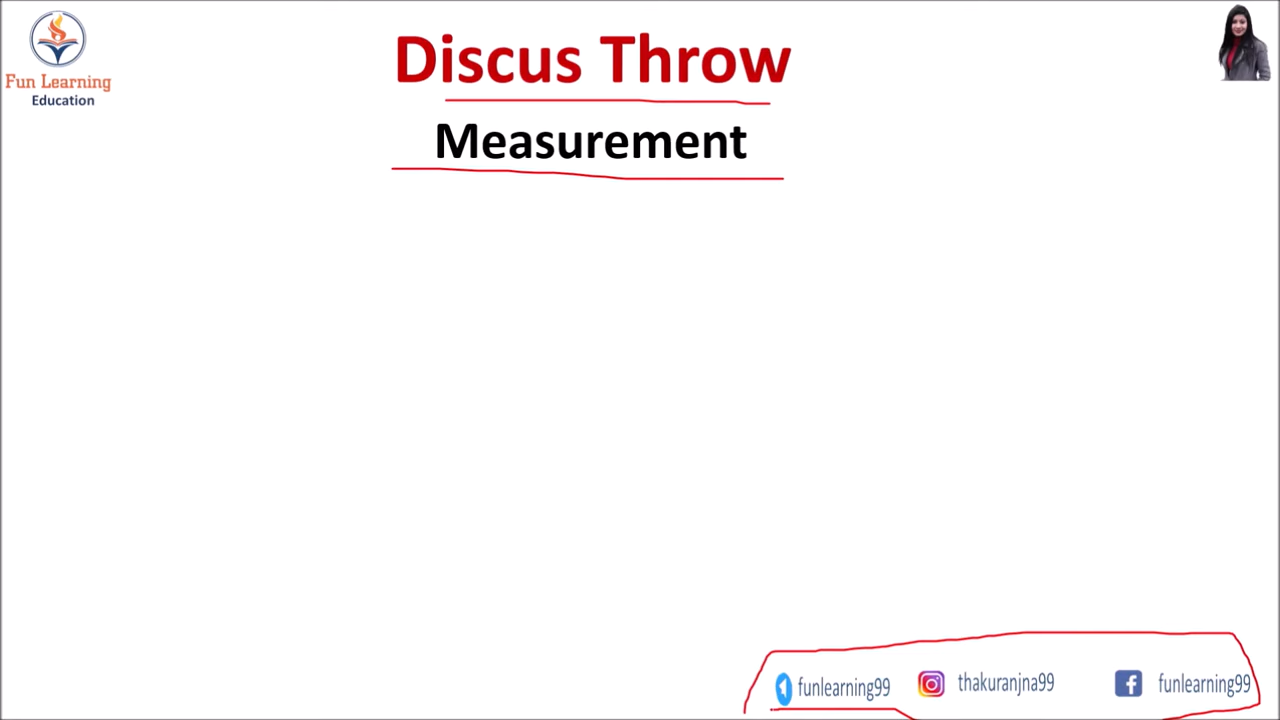 Discus Throw
Fun Learning
Education
Measurement
funlearning99
thakuranjna99
funlearning99